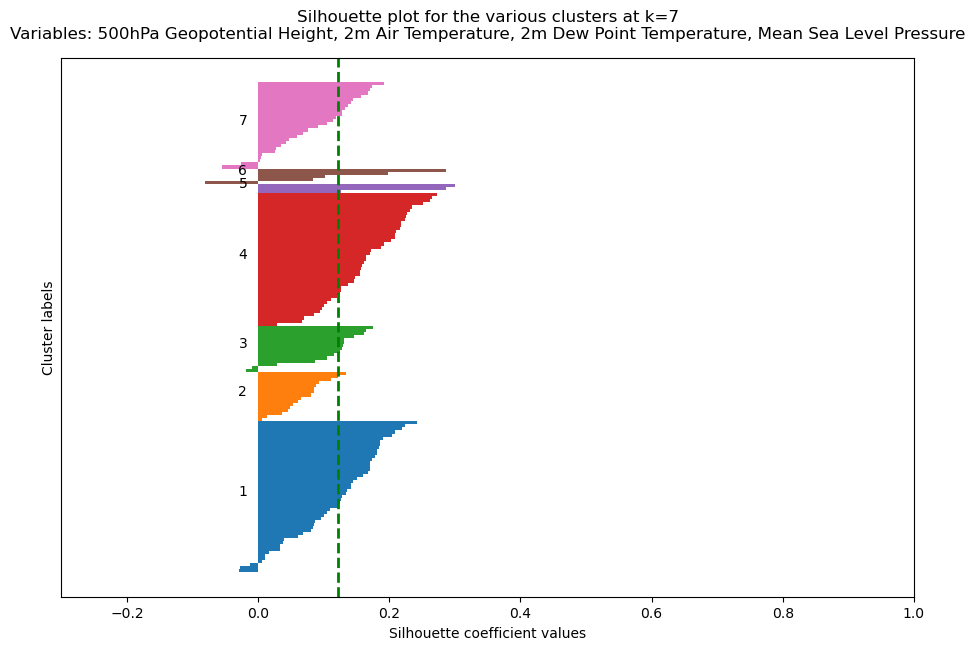 Silhouette plot for the various clusters at k=7
Variables: 500hPa Geopotential Height, 2m Air Temperature, 2m Dew Point Temperature, Mean Sea Level Pressure
7
6
5
4
3
2
1
Cluster labels
−0.2 0.0 0.2 0.4 0.6 0.8 1.0
Silhouette coefficient values